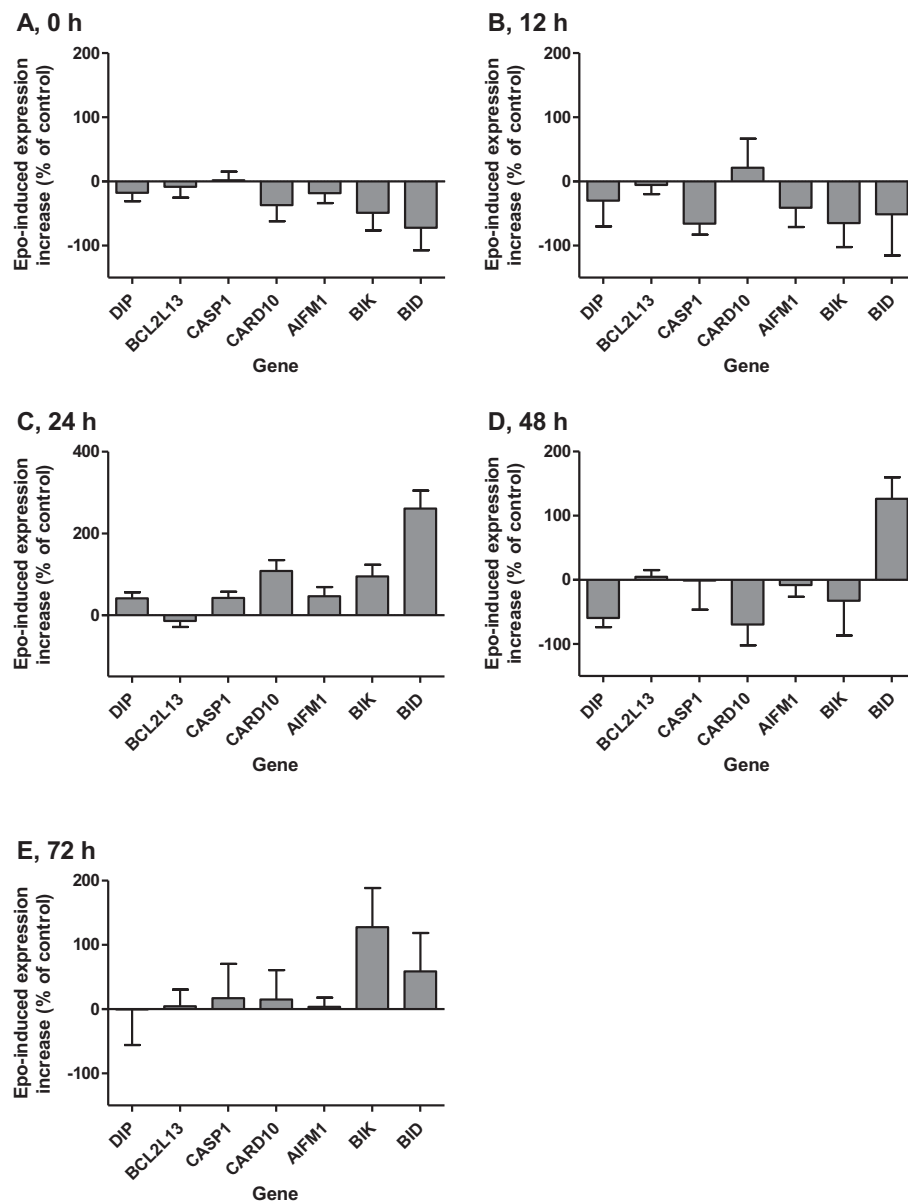 A, 0 h
Epo-induced expression
increase (% of control)
200
100
0
-100
DIP
BCL2L13
CASP1
CARD10
AIFM1
BIK
BID
Gene
B, 12 h
Epo-induced expression
increase (% of control)
200
100
0
-100
DIP
BCL2L13
CASP1
CARD10
AIFM1
BIK
BID
Gene
C, 24 h
Epo-induced expression
increase (% of control)
400
200
0
DIP
BCL2L13
CASP1
CARD10
AIFM1
BIK
BID
Gene
D, 48 h
Epo-induced expression
increase (% of control)
200
100
0
-100
DIP
BCL2L13
CASP1
CARD10
AIFM1
BIK
BID
Gene
E, 72 h
Epo-induced expression
increase (% of control)
200
100
0
-100
DIP
BCL2L13
CASP1
CARD10
AIFM1
BIK
BID
Gene